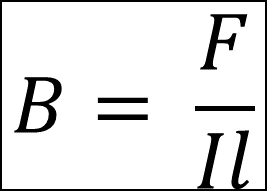 B = F / Il